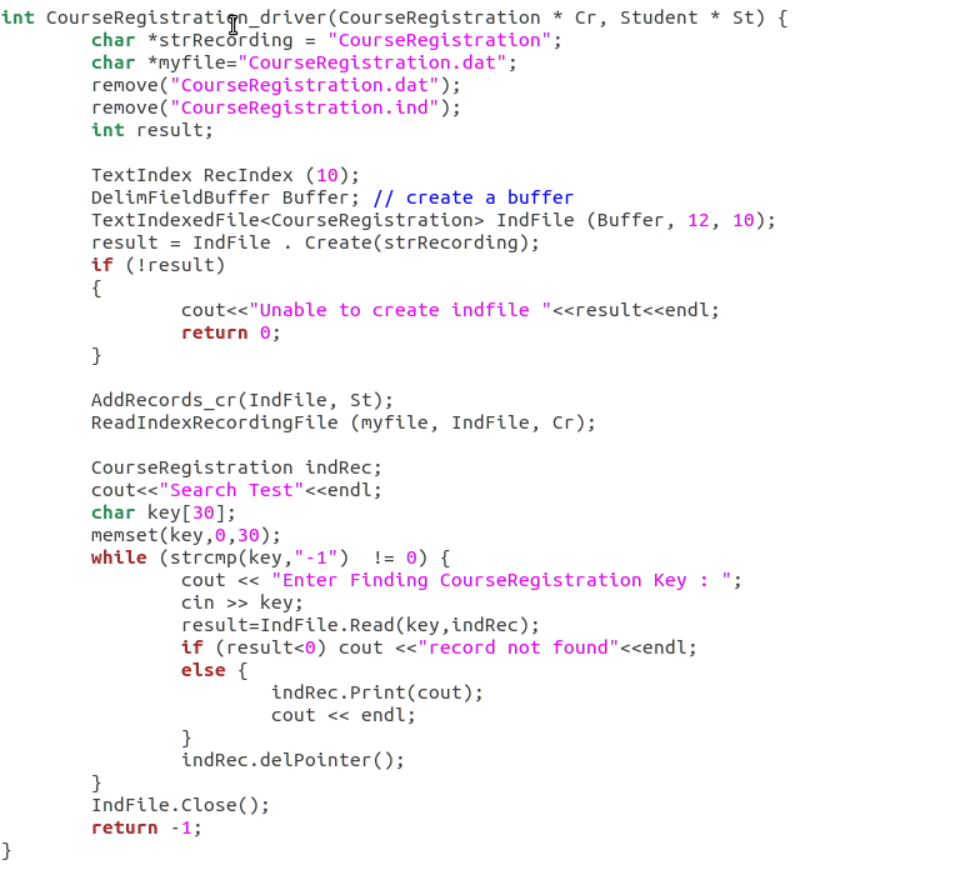 int CourseRegistration_driver(CourseRegistration * Cr, Student * St) {
        char *strRecording = "CourseRegistration";
        char *myfile="CourseRegistration.dat";
        remove("CourseRegistration.dat");
        remove("CourseRegistration.ind");
        int result;

        TextIndex RecIndex (10);
        DelimFieldBuffer Buffer; // create a buffer
        TextIndexedFile<CourseRegistration> IndFile (Buffer, 12, 10);
        result = IndFile . Create(strRecording);
        if (!result)
        {
                cout<<"Unable to create indfile "<<result<<endl;
                return 0;
        }

        AddRecords_cr(IndFile, St);
        ReadIndexRecordingFile (myfile, IndFile, Cr);

        CourseRegistration indRec;
        cout<<"Search Test"<<endl;
        char key[30];
        memset(key,0,30);
        while (strcmp(key,"-1")  != 0) {
                cout << "Enter Finding CourseRegistration Key : ";
                cin >> key;
                result=IndFile.Read(key,indRec);
                if (result<0) cout <<"record not found"<<endl;
                else {
                        indRec.Print(cout);
                        cout << endl;
                }
                indRec.delPointer();
        }
        IndFile.Close();
        return -1;
}